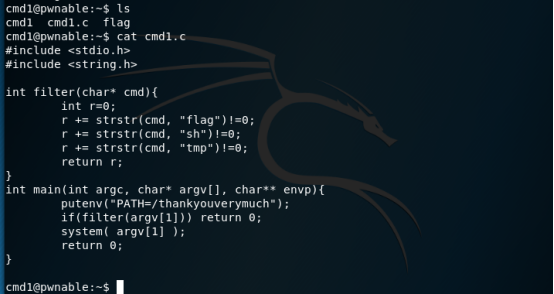 cmd1@pwnable:~$ ls
cmd1  cmd1.c  flag
cmd1@pwnable:~$ cat cmd1.c
#include <stdio.h>
#include <string.h>

int filter(char* cmd){
        int r=0;
        r += strstr(cmd, "flag")!=0;
        r += strstr(cmd, "sh")!=0;
        r += strstr(cmd, "tmp")!=0;
        return r;
}
int main(int argc, char* argv[], char** envp){
        putenv("PATH=/thankyouverymuch");
        if(filter(argv[1])) return 0;
        system( argv[1] );
        return 0;
}

cmd1@pwnable:~$